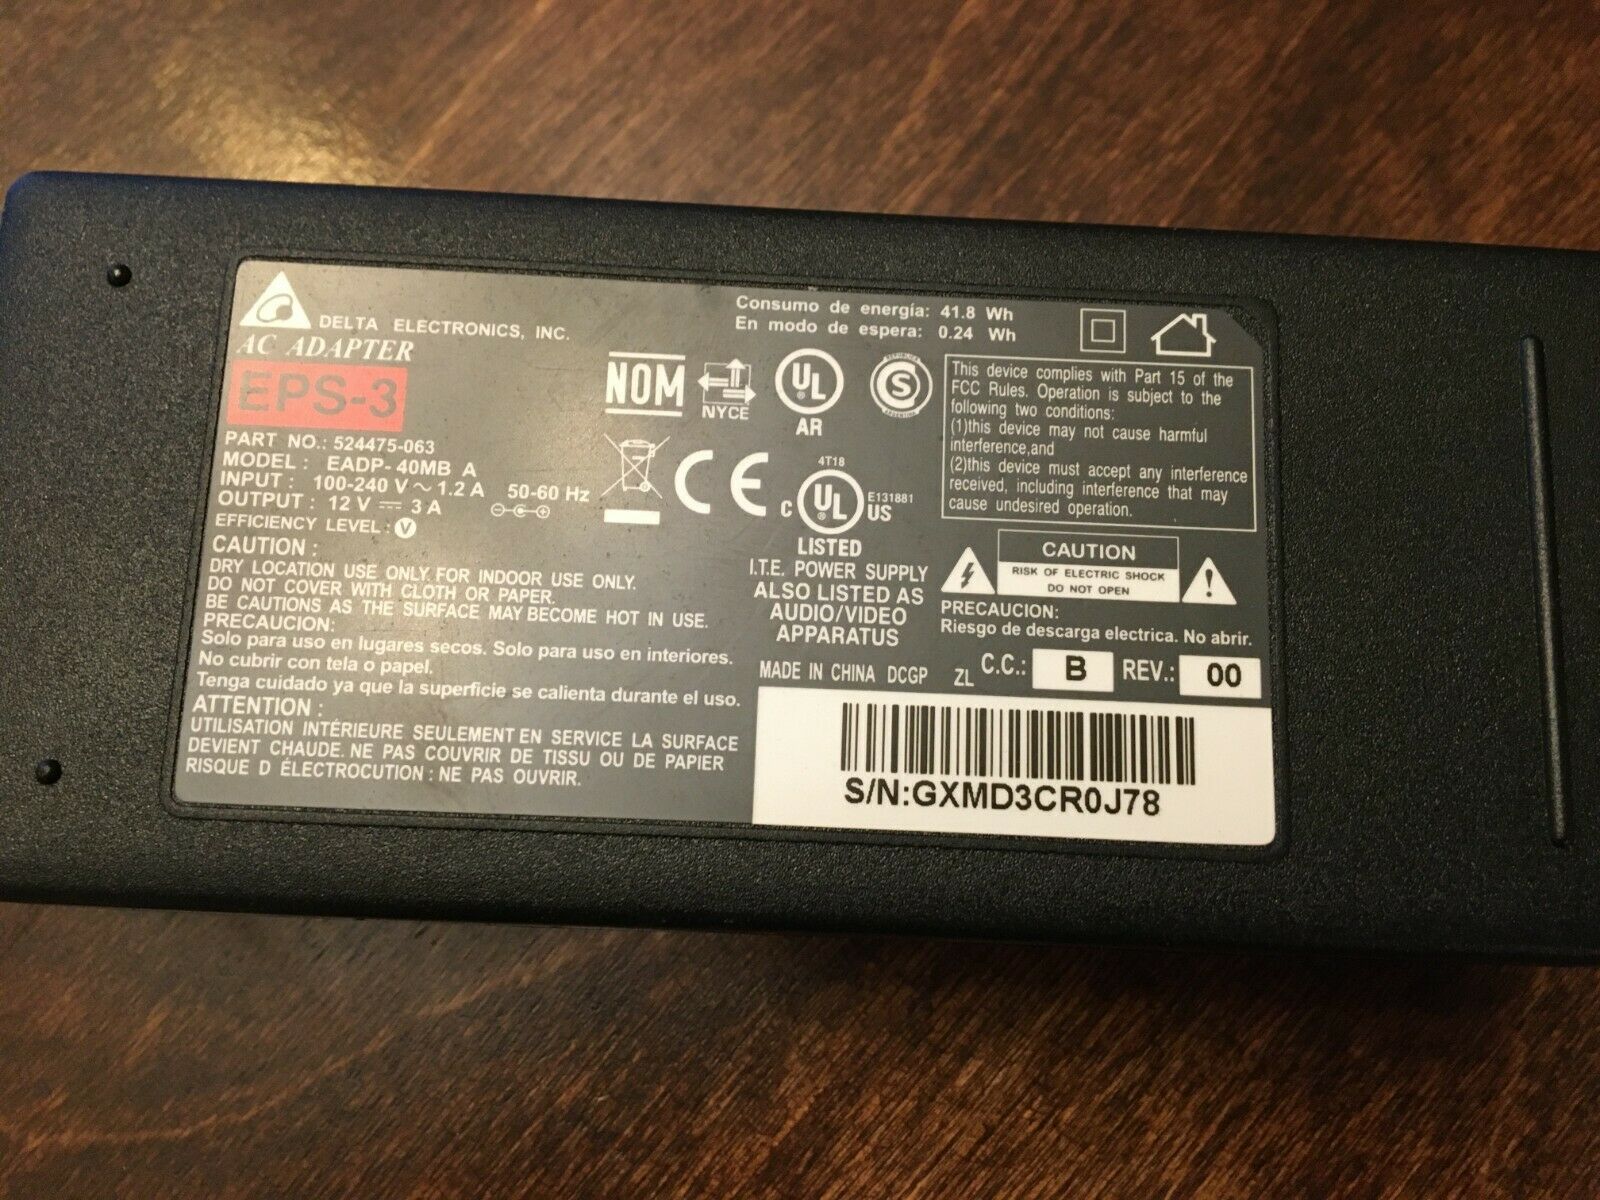 DELTA ELECTRONICS, INC.
AC ADAPTER
EPS-3
PART NO.: 524475-063
MODEL : EADP-40MB A
INPUT : 100-240 V ~ 1.2 A 50-60 Hz
OUTPUT : 12 V ⎓ 3 A
EFFICIENCY LEVEL: V
CAUTION :
DRY LOCATION USE ONLY. FOR INDOOR USE ONLY.
DO NOT COVER WITH CLOTH OR PAPER.
BE CAUTIONS AS THE SURFACE MAY BECOME HOT IN USE.
PRECAUCION:
Solo para uso en lugares secos. Solo para uso en interiores.
No cubrir con tela o papel.
Tenga cuidado ya que la superficie se calienta durante el uso.
ATTENTION :
UTILISATION INTÉRIEURE SEULEMENT EN SERVICE LA SURFACE
DEVIENT CHAUDE. NE PAS COUVRIR DE TISSU OU DE PAPIER
RISQUE D ÉLECTROCUTION : NE PAS OUVRIR.
Consumo de energía: 41.8 Wh
En modo de espera: 0.24 Wh
NOM
NYCE
UL
AR
REPUBLICA
S
ARGENTINA
CE
4T18
C UL US
E131881
LISTED
I.T.E. POWER SUPPLY
ALSO LISTED AS
AUDIO/VIDEO
APPARATUS
MADE IN CHINA DCGP
This device complies with Part 15 of the
FCC Rules. Operation is subject to the
following two conditions:
(1)this device may not cause harmful
interference,and
(2)this device must accept any interference
received, including interference that may
cause undesired operation.
CAUTION
RISK OF ELECTRIC SHOCK
DO NOT OPEN
PRECAUCION:
Riesgo de descarga electrica. No abrir.
ZL C.C.: B REV.: 00
S/N:GXMD3CR0J78